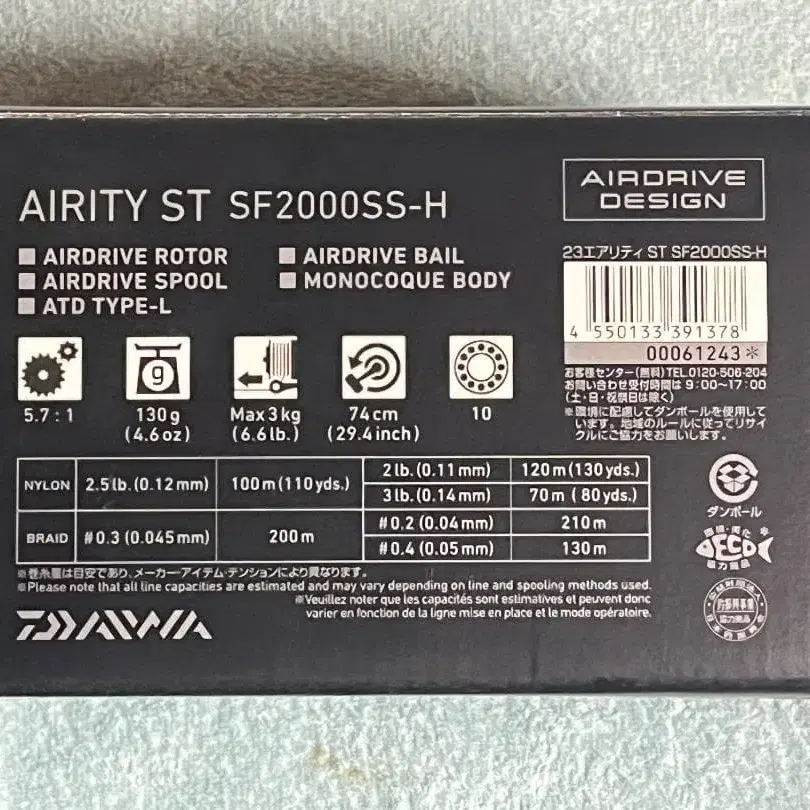 AIRITY ST SF2000SS-H
AIRDRIVE DESIGN
■ AIRDRIVE ROTOR ■ AIRDRIVE BAIL
■ AIRDRIVE SPOOL ■ MONOCOQUE BODY
■ ATD TYPE-L
23エアリティ ST SF2000SS-H
4 550133 391378
00061243*
お客様センター(無料)TEL.0120-506-204
お問い合わせ受付時間は 9:00~17:00
(土・日・祝祭日は除く)
※環境に配慮してダンボールを使用して
います。地域のルールに従ってリサイ
クルにご協力をお願いします。
g
5.7 : 1
130g
(4.6oz)
Max 3kg
(6.6lb.)
74cm
(29.4inch)
10
NYLON 2.5lb.(0.12mm) 100m(110yds.) 2lb.(0.11mm) 120m(130yds.)
3lb.(0.14mm) 70m ( 80yds.)
BRAID #0.3 (0.045mm) 200m #0.2 (0.04mm) 210m
#0.4 (0.05mm) 130m
ダンボール
ECO
協力商品
※巻糸量は目安であり、メーカー・アイテム・テンションにより異なります。
※Please note that all line capacities are estimated and may vary depending on line and spooling methods used.
※Veuillez noter que les capacités sont estimatives et peuvent donc
varier en fonction de la ligne mise en place et le mode opératoire.
DAIWA
協力商品